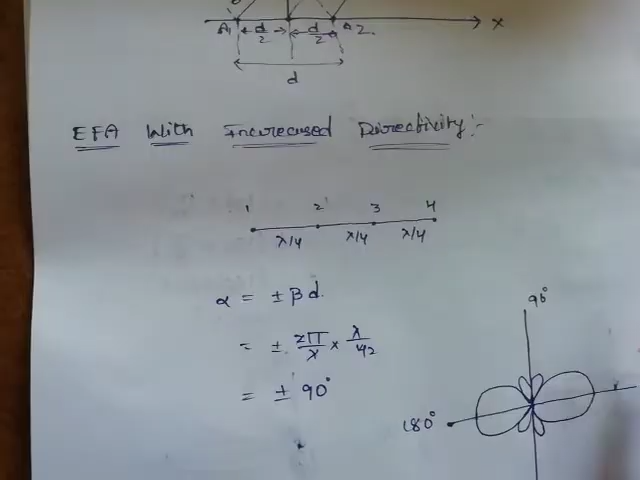 A1 d/2 d/2 A2 x
d
EFA With Increased Directivity:-
1 2 3 4
λ/4 λ/4 λ/4
α = ± βd.
= ± 2π/λ × λ/42
= ± 90°
90°
180°